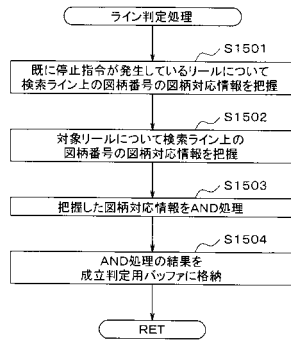 ライン判定処理
S1501
既に停止指令が発生しているリールについて
検索ライン上の図柄番号の図柄対応情報を把握
S1502
対象リールについて検索ライン上の
図柄番号の図柄対応情報を把握
S1503
把握した図柄対応情報をAND処理
S1504
AND処理の結果を
成立判定用バッファに格納
RET